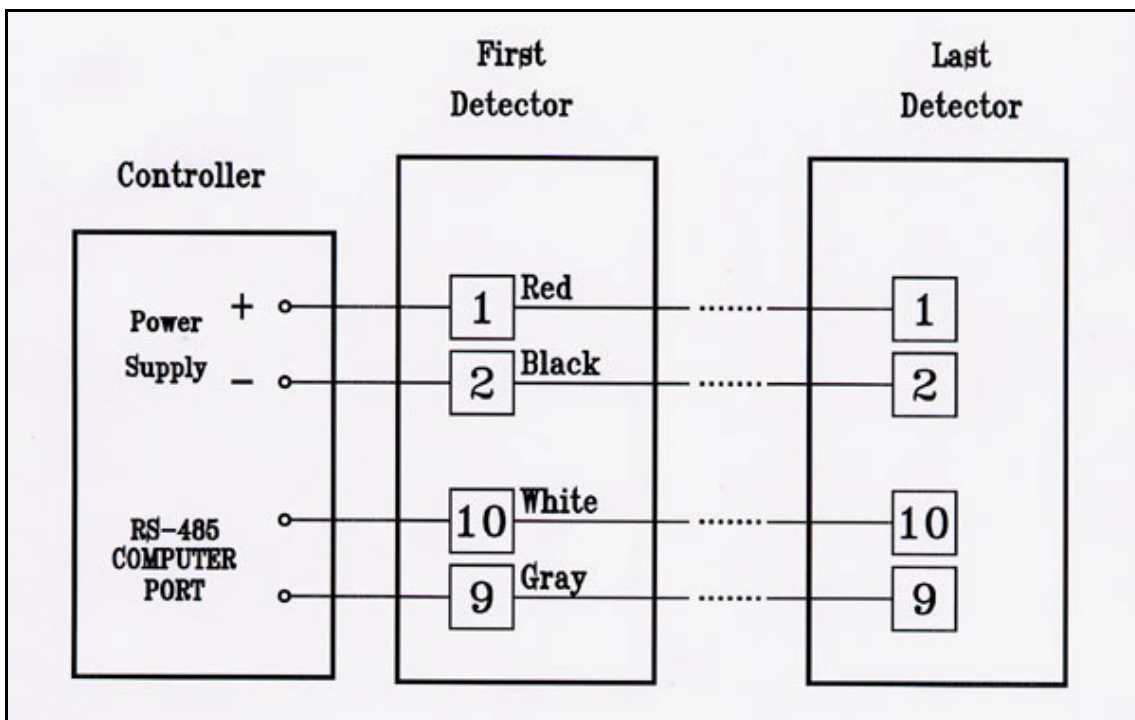 First
Detector
Last
Detector
Controller
Power
Supply
+
−
1
Red
1
2
Black
2
RS-485
COMPUTER
PORT
10
White
10
9
Gray
9